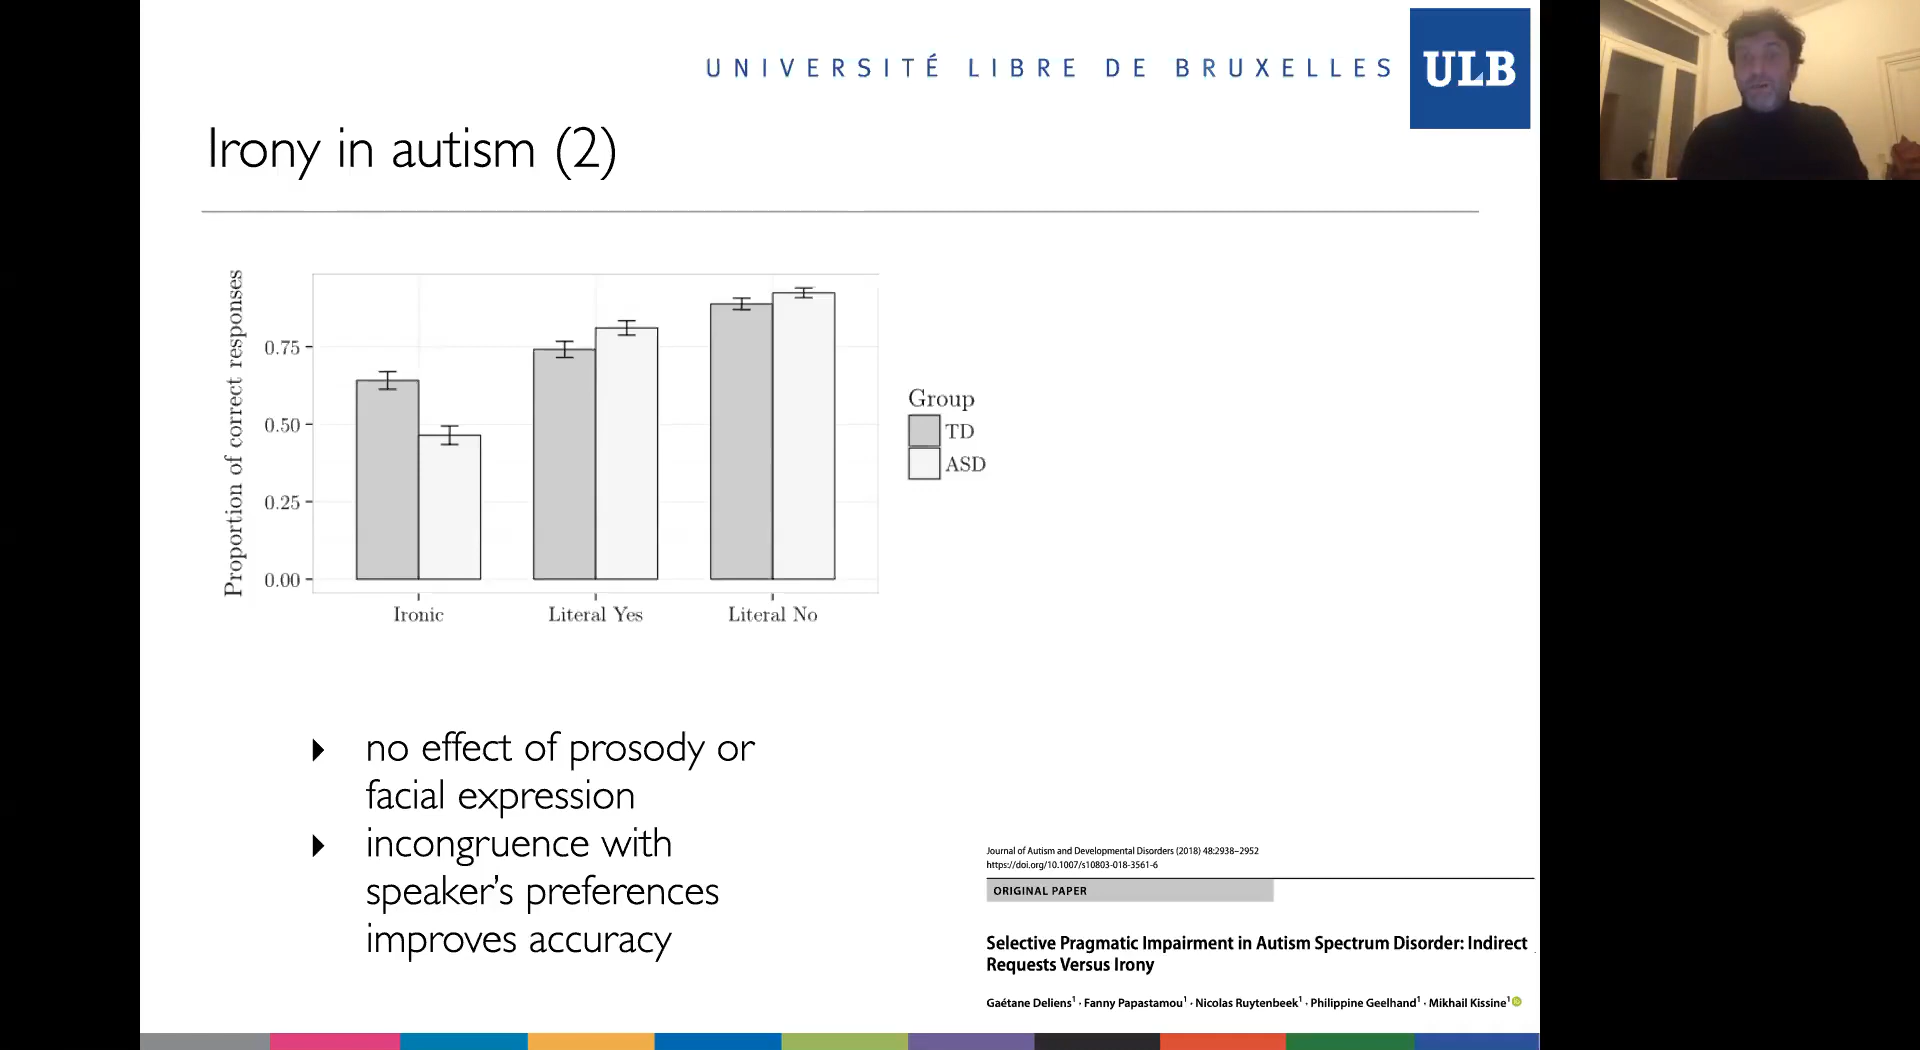 UNIVERSITÉ LIBRE DE BRUXELLES
ULB
Irony in autism (2)
Proportion of correct responses
0.75
0.50
0.25
0.00
Ironic
Literal Yes
Literal No
Group
TD
ASD
no effect of prosody or
facial expression
incongruence with
speaker’s preferences
improves accuracy
Journal of Autism and Developmental Disorders (2018) 48:2938–2952
https://doi.org/10.1007/s10803-018-3561-6
ORIGINAL PAPER
Selective Pragmatic Impairment in Autism Spectrum Disorder: Indirect
Requests Versus Irony
Gaétane Deliens¹ · Fanny Papastamou¹ · Nicolas Ruytenbeek¹ · Philippine Geelhand¹ · Mikhail Kissine¹